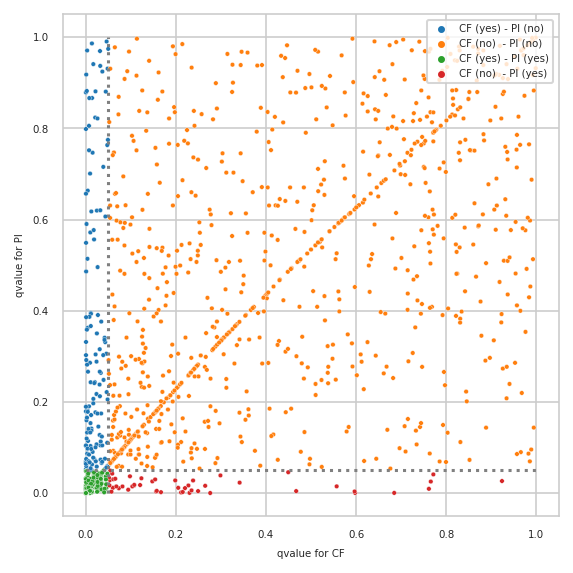 CF (yes) - PI (no)
CF (no) - PI (no)
CF (yes) - PI (yes)
CF (no) - PI (yes)
1.0
0.8
0.6
0.4
0.2
0.0
qvalue for PI
0.0 0.2 0.4 0.6 0.8 1.0
qvalue for CF